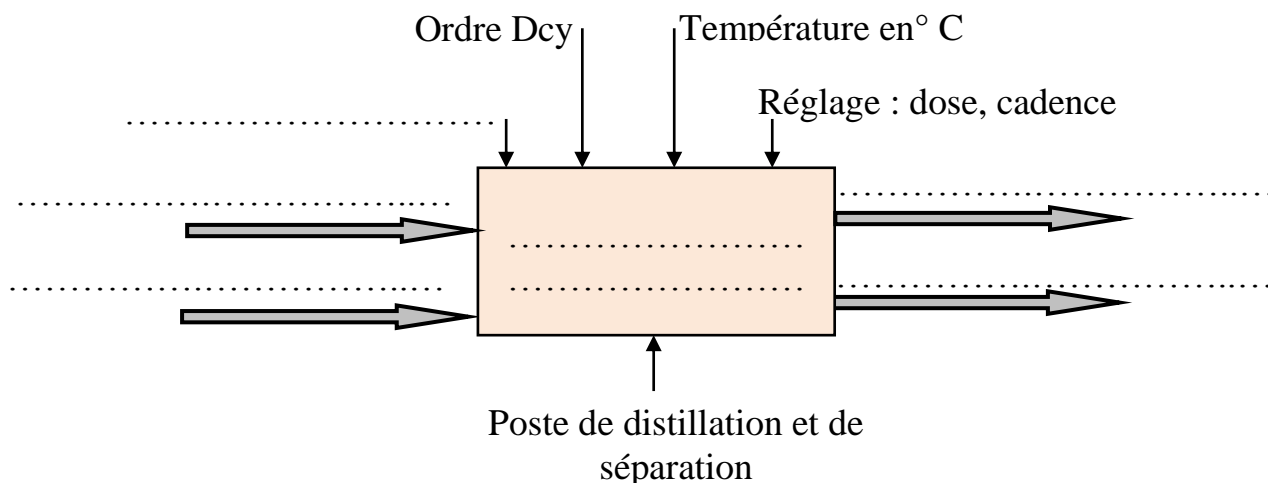 Ordre Dcy
Température en° C
Réglage : dose, cadence
Poste de distillation et de
séparation